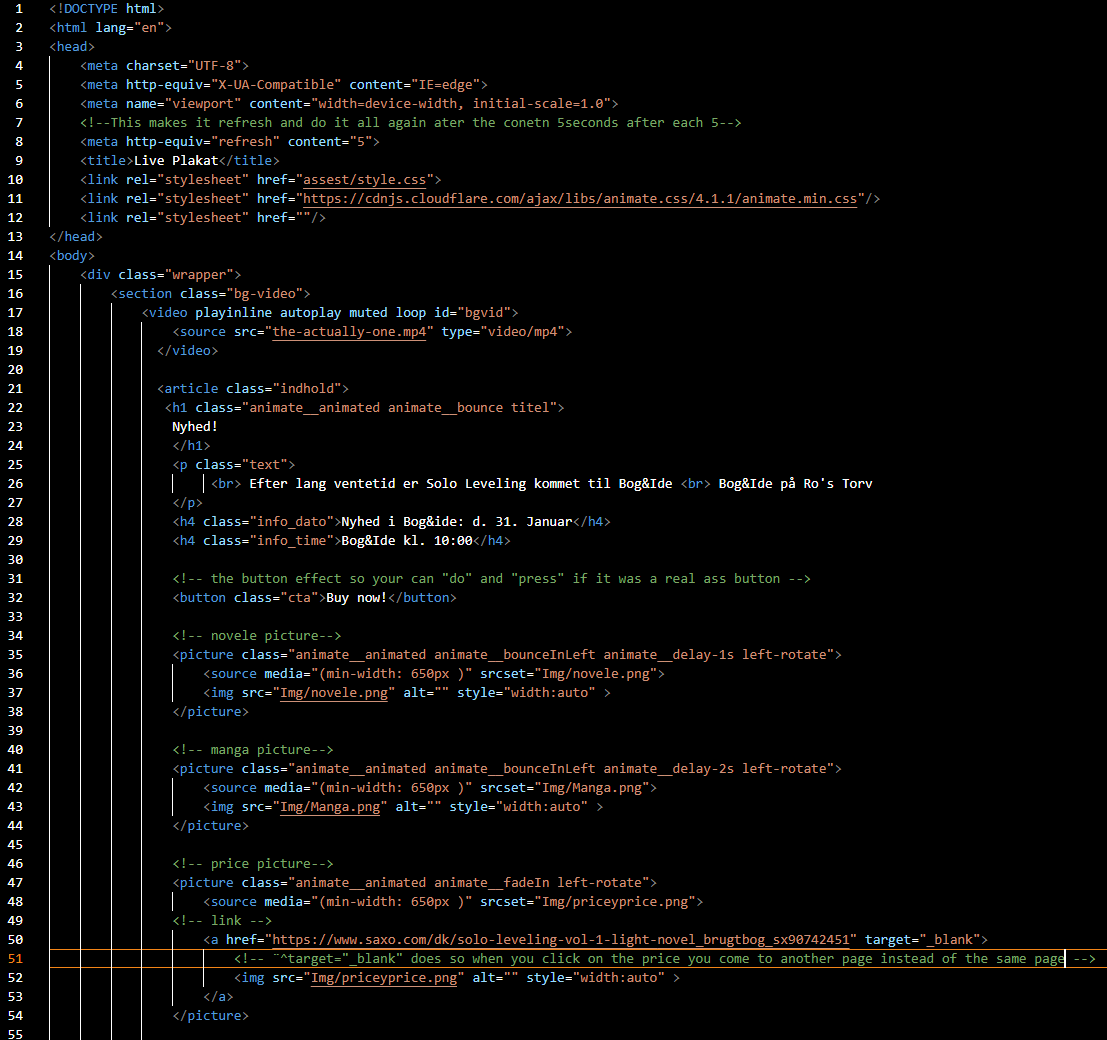 1 <!DOCTYPE html>
2 <html lang="en">
3 <head>
4 <meta charset="UTF-8">
5 <meta http-equiv="X-UA-Compatible" content="IE=edge">
6 <meta name="viewport" content="width=device-width, initial-scale=1.0">
7 <!--This makes it refresh and do it all again ater the conetn 5seconds after each 5-->
8 <meta http-equiv="refresh" content="5">
9 <title>Live Plakat</title>
10 <link rel="stylesheet" href="assest/style.css">
11 <link rel="stylesheet" href="https://cdnjs.cloudflare.com/ajax/libs/animate.css/4.1.1/animate.min.css"/>
12 <link rel="stylesheet" href=""/>
13 </head>
14 <body>
15 <div class="wrapper">
16 <section class="bg-video">
17 <video playinline autoplay muted loop id="bgvid">
18 <source src="the-actually-one.mp4" type="video/mp4">
19 </video>
20
21 <article class="indhold">
22 <h1 class="animate__animated animate__bounce titel">
23 Nyhed!
24 </h1>
25 <p class="text">
26 <br> Efter lang ventetid er Solo Leveling kommet til Bog&Ide <br> Bog&Ide på Ro's Torv
27 </p>
28 <h4 class="info_dato">Nyhed i Bog&ide: d. 31. Januar</h4>
29 <h4 class="info_time">Bog&Ide kl. 10:00</h4>
30
31 <!-- the button effect so your can "do" and "press" if it was a real ass button -->
32 <button class="cta">Buy now!</button>
33
34 <!-- novele picture-->
35 <picture class="animate__animated animate__bounceInLeft animate__delay-1s left-rotate">
36 <source media="(min-width: 650px )" srcset="Img/novele.png">
37 <img src="Img/novele.png" alt="" style="width:auto" >
38 </picture>
39
40 <!-- manga picture-->
41 <picture class="animate__animated animate__bounceInLeft animate__delay-2s left-rotate">
42 <source media="(min-width: 650px )" srcset="Img/Manga.png">
43 <img src="Img/Manga.png" alt="" style="width:auto" >
44 </picture>
45
46 <!-- price picture-->
47 <picture class="animate__animated animate__fadeIn left-rotate">
48 <source media="(min-width: 650px )" srcset="Img/priceyprice.png">
49 <!-- link -->
50 <a href="https://www.saxo.com/dk/solo-leveling-vol-1-light-novel_brugtbog_sx90742451" target="_blank">
51 <!-- ¨^target="_blank" does so when you click on the price you come to another page instead of the same page -->
52 <img src="Img/priceyprice.png" alt="" style="width:auto" >
53 </a>
54 </picture>
55